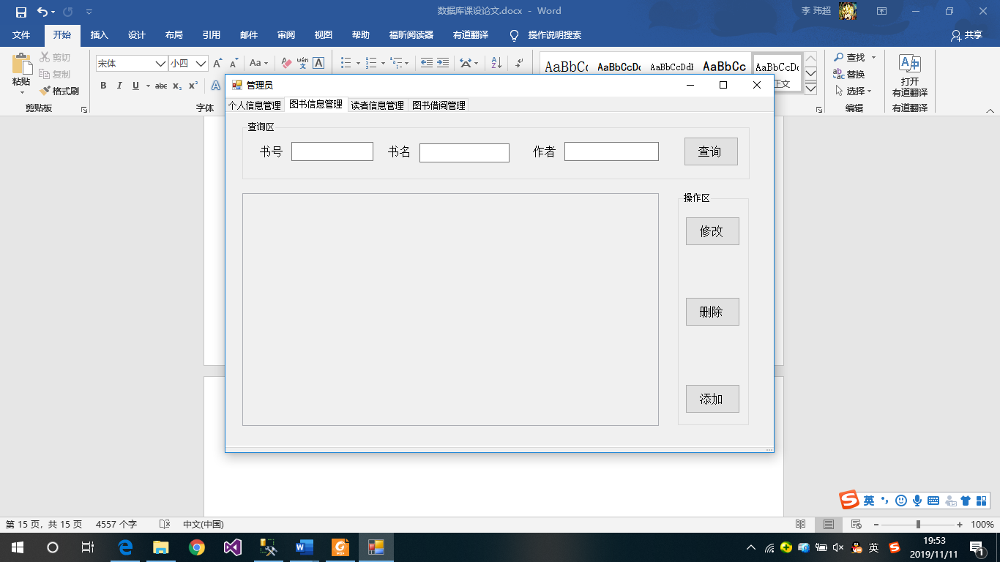 数据库课设论文.docx - Word
李 玮超
文件 开始 插入 设计 布局 引用 邮件 审阅 视图 帮助 福昕阅读器 有道翻译 操作说明搜索 共享
粘贴 剪切 复制 格式刷
剪贴板
宋体 小四 A A Aa wén 文 A
B I U abc x₂ x² A
字体
AaBbCc AaBbCcDc AaBbCcDdI AaBbCc AaBbCcDc
正文
查找 替换 选择
编辑
打开
有道翻译
有道翻译
管理员
个人信息管理 图书信息管理 读者信息管理 图书借阅管理
查询区
书号 书名 作者 查询
操作区
修改
删除
添加
英
第 15 页，共 15 页 4557 个字 中文(中国) 100%
英
19:53
2019/11/11
1